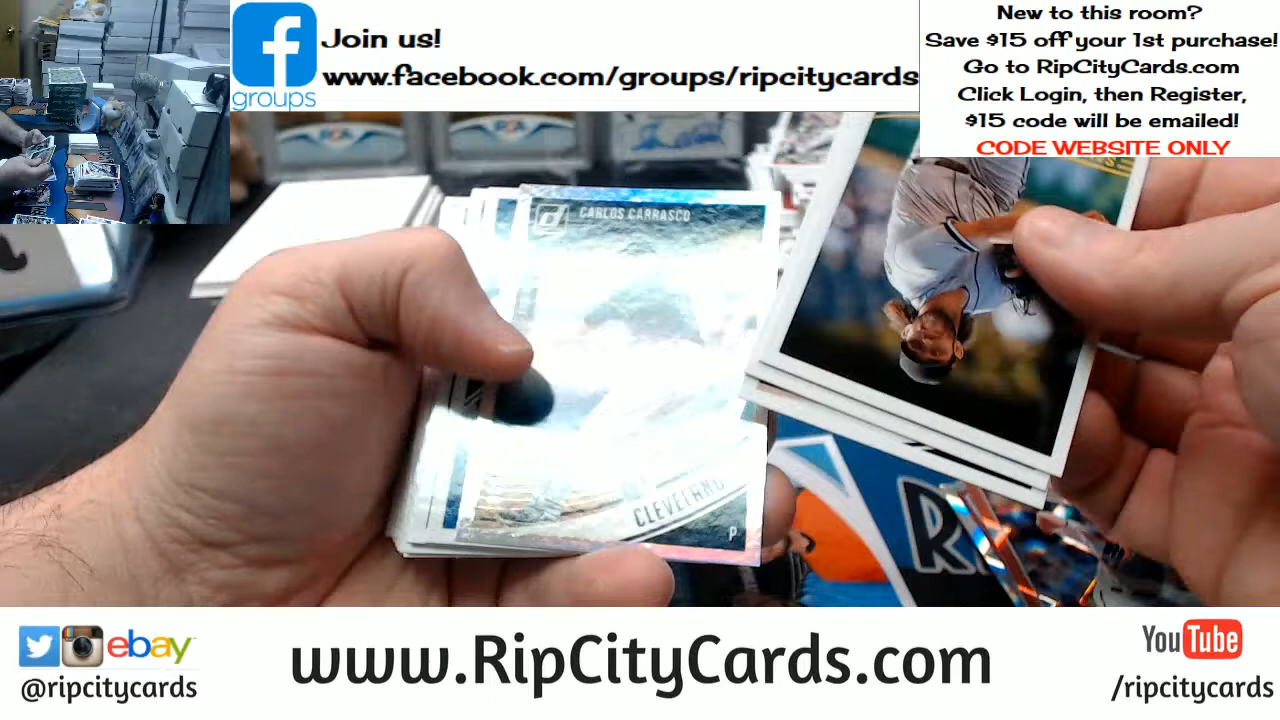 Join us!
www.facebook.com/groups/ripcitycards
groups
New to this room?
Save $15 off your 1st purchase!
Go to RipCityCards.com
Click Login, then Register,
$15 code will be emailed!
CODE WEBSITE ONLY
CARLOS CARRASCO
CLEVELAND
P
R
ebay
@ripcitycards
www.RipCityCards.com
YouTube
/ripcitycards